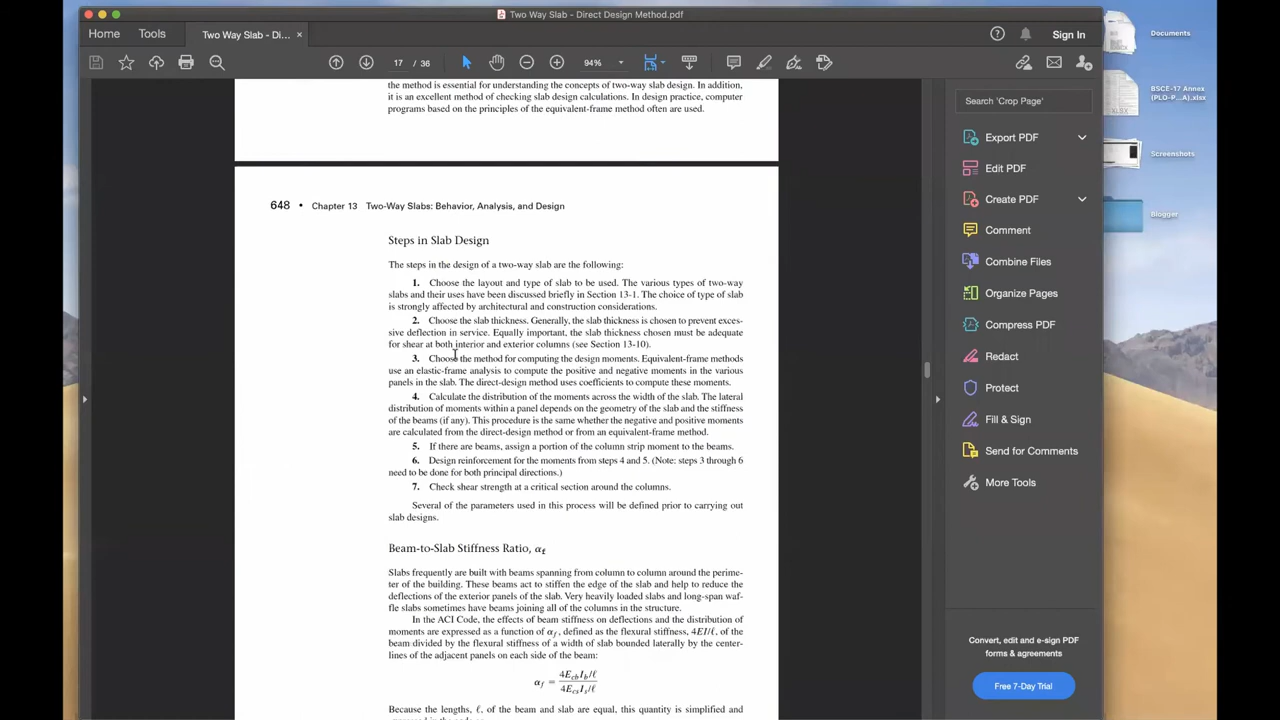 Two Way Slab - Direct Design Method.pdf
Home
Tools
Two Way Slab - Di...
×
Sign In
17 / 36
94%
the method is essential for understanding the concepts of two-way slab design. In addition,
it is an excellent method of checking slab design calculations. In design practice, computer
programs based on the principles of the equivalent-frame method often are used.
648 • Chapter 13 Two-Way Slabs: Behavior, Analysis, and Design
Steps in Slab Design
The steps in the design of a two-way slab are the following:
1. Choose the layout and type of slab to be used. The various types of two-way
slabs and their uses have been discussed briefly in Section 13-1. The choice of type of slab
is strongly affected by architectural and construction considerations.
2. Choose the slab thickness. Generally, the slab thickness is chosen to prevent exces-
sive deflection in service. Equally important, the slab thickness chosen must be adequate
for shear at both interior and exterior columns (see Section 13-10).
3. Choose the method for computing the design moments. Equivalent-frame methods
use an elastic-frame analysis to compute the positive and negative moments in the various
panels in the slab. The direct-design method uses coefficients to compute these moments.
4. Calculate the distribution of the moments across the width of the slab. The lateral
distribution of moments within a panel depends on the geometry of the slab and the stiffness
of the beams (if any). This procedure is the same whether the negative and positive moments
are calculated from the direct-design method or from an equivalent-frame method.
5. If there are beams, assign a portion of the column strip moment to the beams.
6. Design reinforcement for the moments from steps 4 and 5. (Note: steps 3 through 6
need to be done for both principal directions.)
7. Check shear strength at a critical section around the columns.
Several of the parameters used in this process will be defined prior to carrying out
slab designs.
Beam-to-Slab Stiffness Ratio, αf
Slabs frequently are built with beams spanning from column to column around the perime-
ter of the building. These beams act to stiffen the edge of the slab and help to reduce the
deflections of the exterior panels of the slab. Very heavily loaded slabs and long-span waf-
fle slabs sometimes have beams joining all of the columns in the structure.
In the ACI Code, the effects of beam stiffness on deflections and the distribution of
moments are expressed as a function of αf, defined as the flexural stiffness, 4EI/ℓ, of the
beam divided by the flexural stiffness of a width of slab bounded laterally by the center-
lines of the adjacent panels on each side of the beam:
αf = 4EcbIb/ℓ
4EcsIs/ℓ
Because the lengths, ℓ, of the beam and slab are equal, this quantity is simplified and
Search 'Crop Page'
Export PDF
Edit PDF
Create PDF
Comment
Combine Files
Organize Pages
Compress PDF
Redact
Protect
Fill & Sign
Send for Comments
More Tools
Convert, edit and e-sign PDF
forms & agreements
Free 7-Day Trial
Documents
BSCE-17 Annex
(PLO-P...A).xlsx
XLSX
Screenshots
Blogger